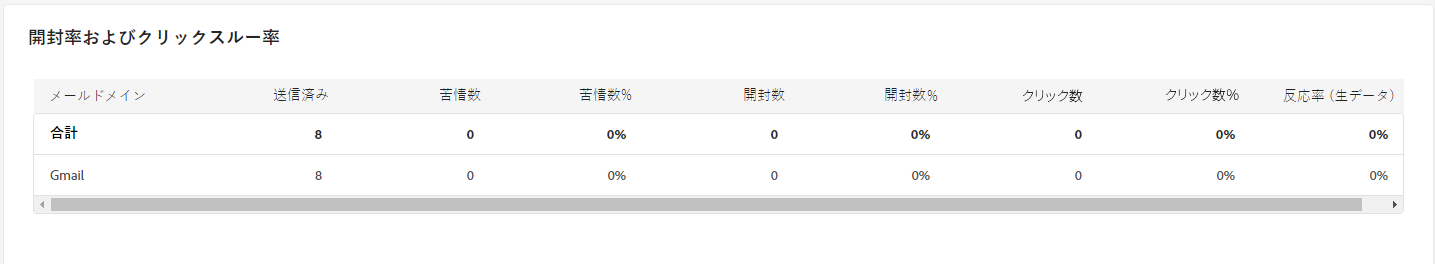 開封率およびクリックスルー率
メールドメイン 送信済み 苦情数 苦情数% 開封数 開封数% クリック数 クリック数% 反応率 (生データ)
合計 8 0 0% 0 0% 0 0% 0%
Gmail 8 0 0% 0 0% 0 0% 0%